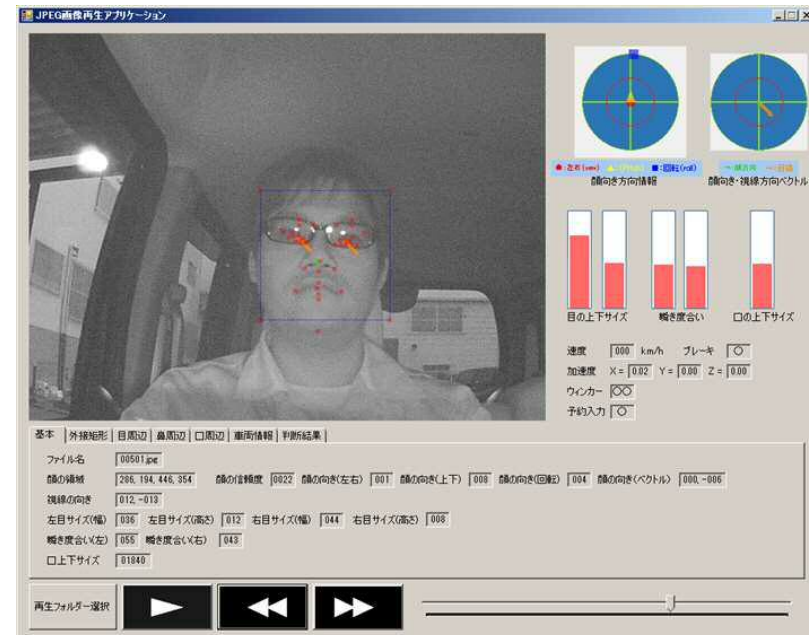 JPEG画像再生アプリケーション
●:左右(yaw) ■:回転(roll)
顔向き方向情報
顔向き・視線方向ベクトル
目の上下サイズ
瞬き度合い
口の上下サイズ
速度 000 km/h ブレーキ ○
加速度 X = 0.02 Y = 0.00 Z = 0.00
ウィンカー ○○
予約入力 ○
基本 外接矩形 目周辺 鼻周辺 口周辺 車両情報 判断結果
ファイル名 00501.jpg
顔の領域 286, 194, 446, 354 顔の信頼度 0022 顔の向き(左右) 001 顔の向き(上下) 008 顔の向き(回転) 004 顔の向き(ベクトル) 000,-006
視線の向き 012,-013
左目サイズ(幅) 036 左目サイズ(高さ) 012 右目サイズ(幅) 044 右目サイズ(高さ) 008
瞬き度合い(左) 055 瞬き度合い(右) 043
口上下サイズ 01840
再生フォルダー選択